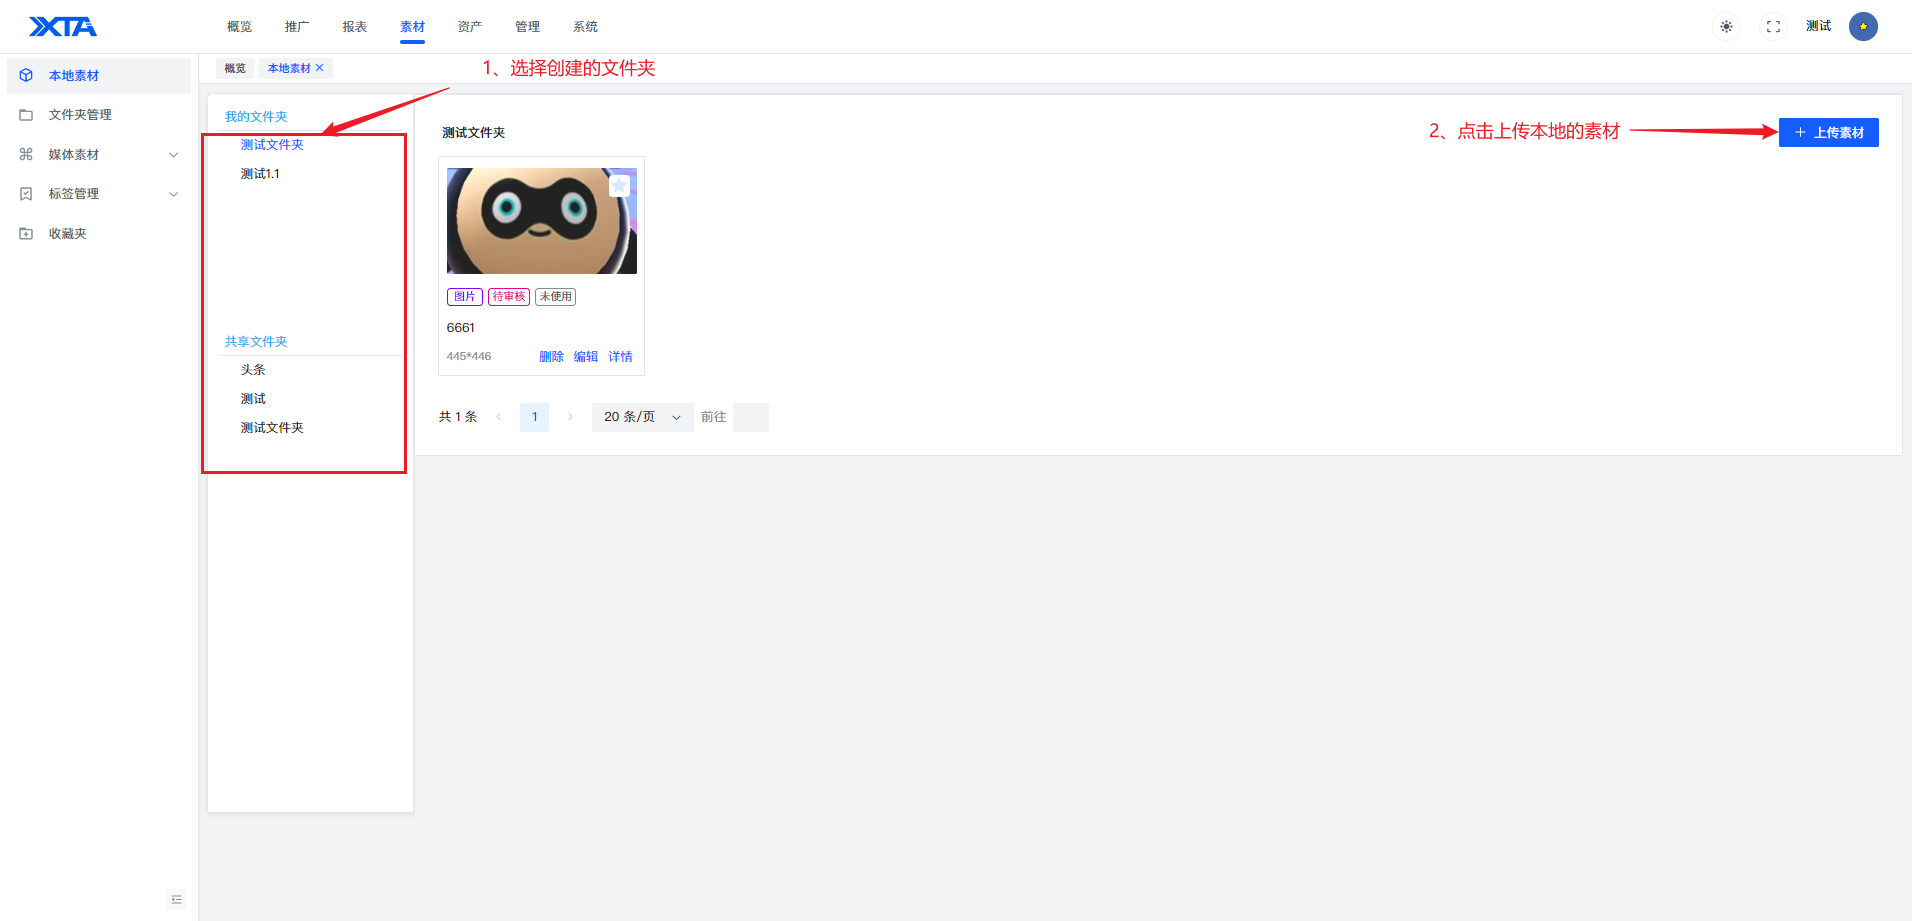 XTA
概览 推广 报表 素材 资产 管理 系统 测试
本地素材
文件夹管理
媒体素材
标签管理
收藏夹
概览 本地素材
1、选择创建的文件夹
我的文件夹
测试文件夹
测试1.1
共享文件夹
头条
测试
测试文件夹
测试文件夹
2、点击上传本地的素材
上传素材
图片 待审核 未使用
6661
445*446 删除 编辑 详情
共 1 条 1 20 条/页 前往